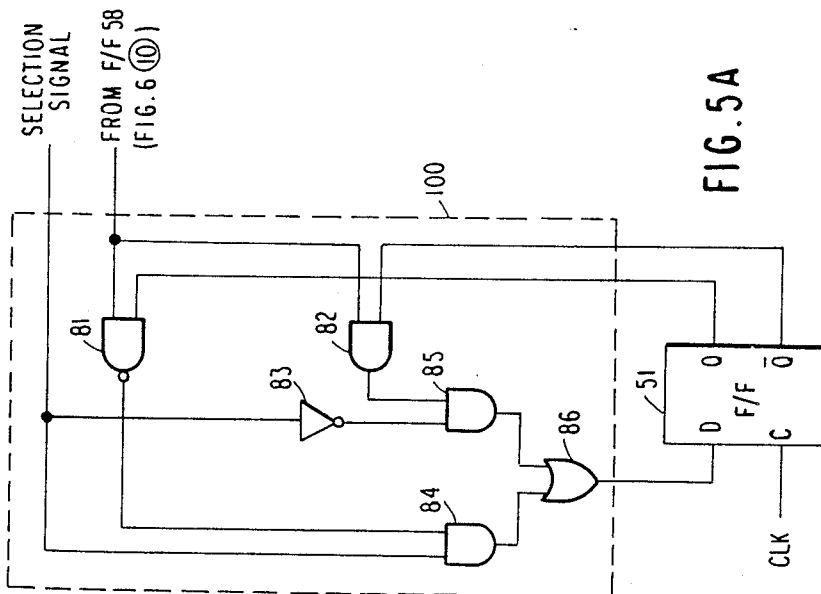 SELECTION
SIGNAL
FROM F/F 58
(FIG. 6 ⑩)
100
81
82
83
85
84
86
51
D
Q
F/F
C
Q̅
CLK
FIG. 5A